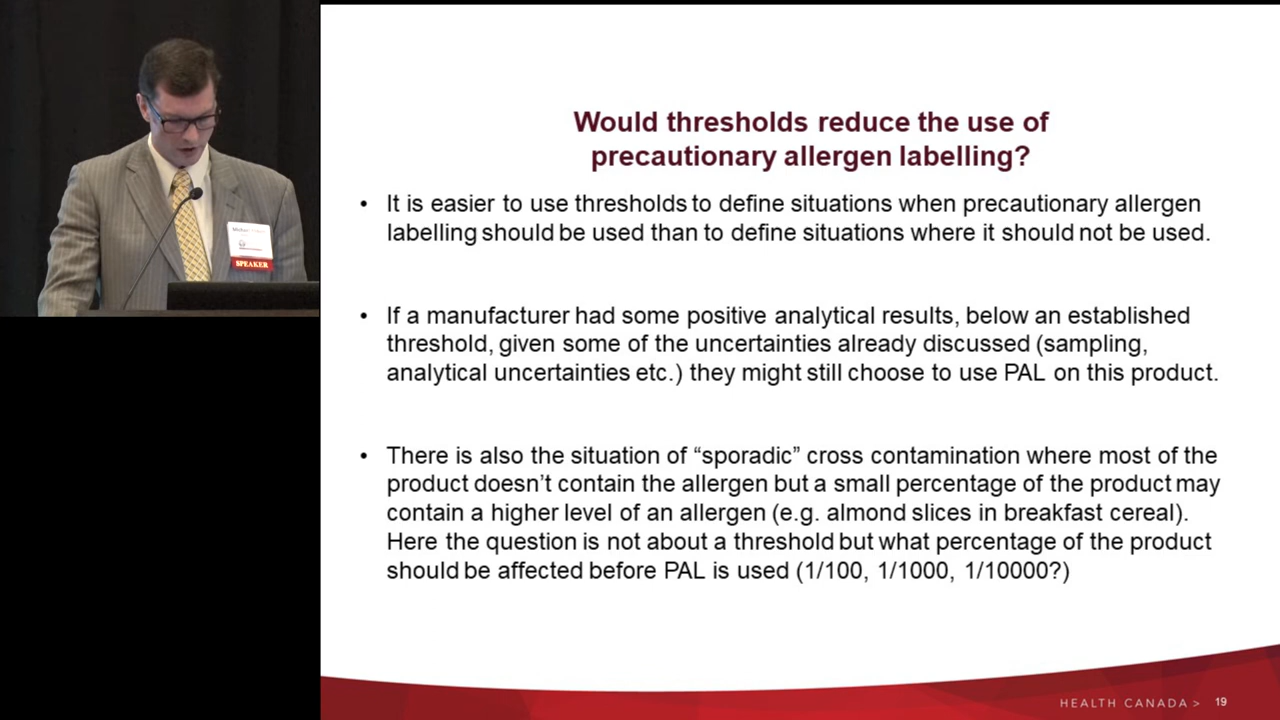 SPEAKER
Would thresholds reduce the use of
precautionary allergen labelling?
• It is easier to use thresholds to define situations when precautionary allergen
labelling should be used than to define situations where it should not be used.
• If a manufacturer had some positive analytical results, below an established
threshold, given some of the uncertainties already discussed (sampling,
analytical uncertainties etc.) they might still choose to use PAL on this product.
• There is also the situation of “sporadic” cross contamination where most of the
product doesn’t contain the allergen but a small percentage of the product may
contain a higher level of an allergen (e.g. almond slices in breakfast cereal).
Here the question is not about a threshold but what percentage of the product
should be affected before PAL is used (1/100, 1/1000, 1/10000?)
HEALTH CANADA > 19